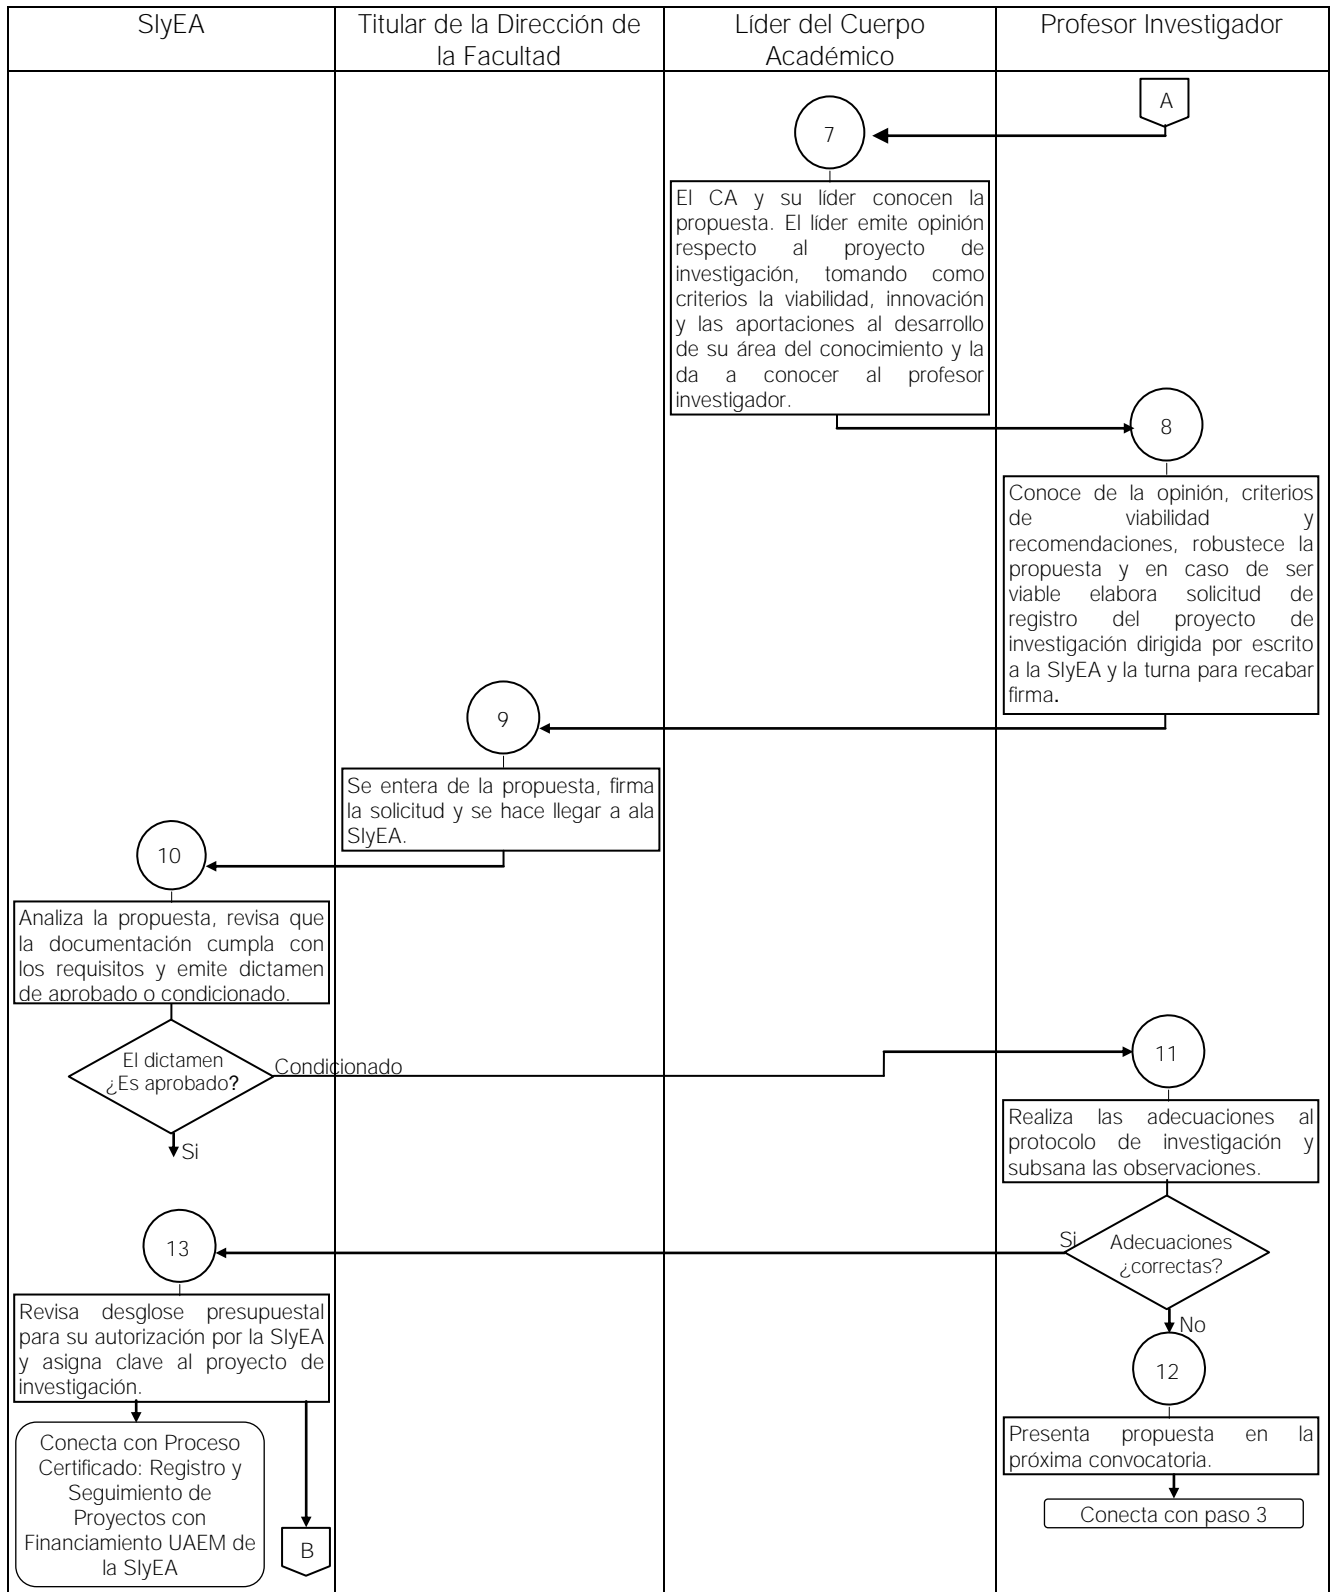 SIyEA
Titular de la Dirección de
la Facultad
Líder del Cuerpo
Académico
Profesor Investigador
A
7
El CA y su líder conocen la
propuesta. El líder emite opinión
respecto al proyecto de
investigación, tomando como
criterios la viabilidad, innovación
y las aportaciones al desarrollo
de su área del conocimiento y la
da a conocer al profesor
investigador.
8
Conoce de la opinión, criterios
de viabilidad y
recomendaciones, robustece la
propuesta y en caso de ser
viable elabora solicitud de
registro del proyecto de
investigación dirigida por escrito
a la SIyEA y la turna para recabar
firma.
9
Se entera de la propuesta, firma
la solicitud y se hace llegar a ala
SIyEA.
10
Analiza la propuesta, revisa que
la documentación cumpla con
los requisitos y emite dictamen
de aprobado o condicionado.
El dictamen
¿Es aprobado?
Condicionado
Si
11
Realiza las adecuaciones al
protocolo de investigación y
subsana las observaciones.
Adecuaciones
¿correctas?
Si
No
12
Presenta propuesta en la
próxima convocatoria.
Conecta con paso 3
13
Revisa desglose presupuestal
para su autorización por la SIyEA
y asigna clave al proyecto de
investigación.
Conecta con Proceso
Certificado: Registro y
Seguimiento de
Proyectos con
Financiamiento UAEM de
la SIyEA
B